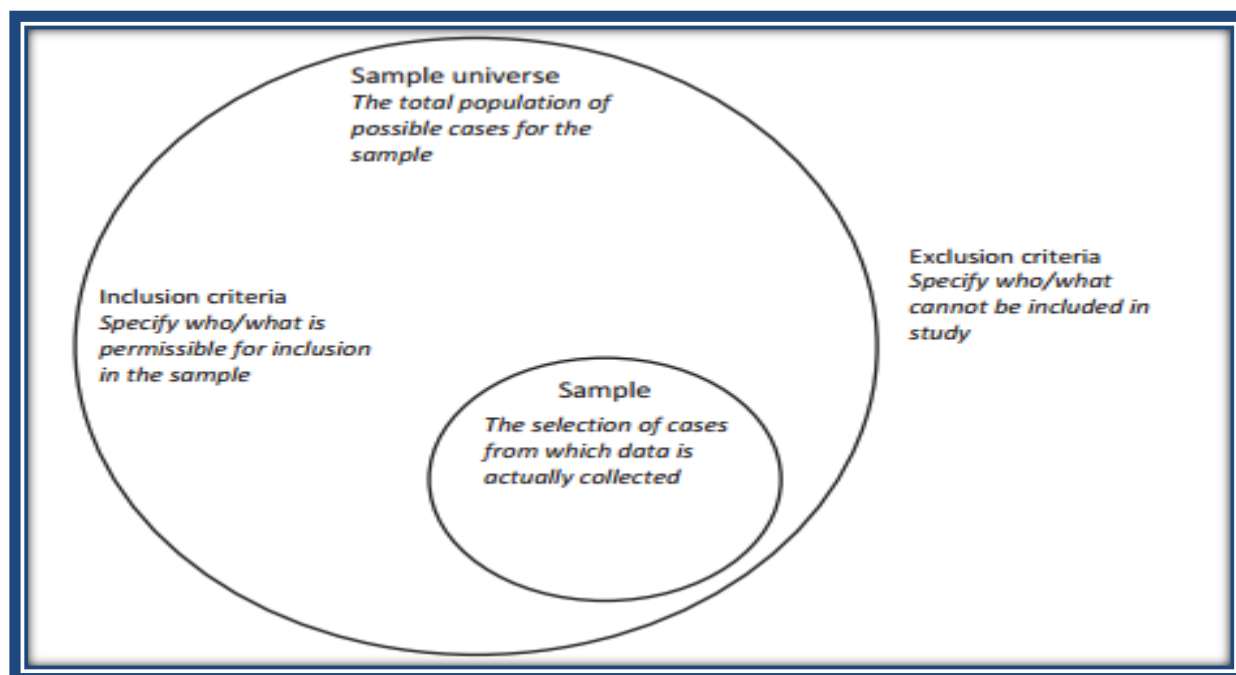 Sample universe
The total population of
possible cases for the
sample
Exclusion criteria
Specify who/what
cannot be included in
study
Inclusion criteria
Specify who/what is
permissible for inclusion
in the sample
Sample
The selection of cases
from which data is
actually collected